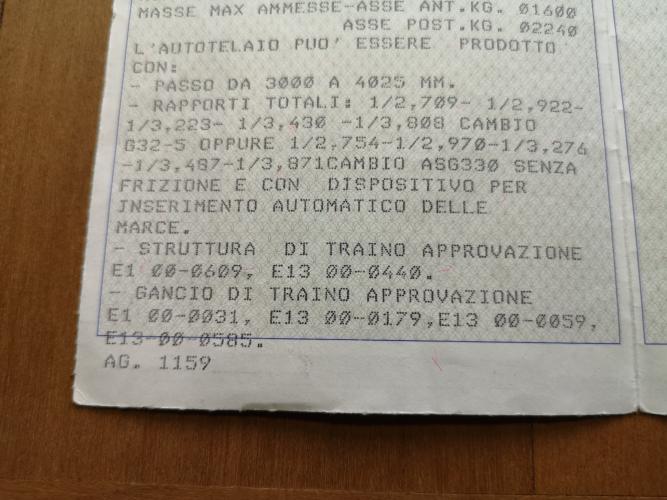 MASSE MAX AMMESSE-ASSE ANT.KG. 01600
ASSE POST.KG. 02240
L'AUTOTELAIO PUO' ESSERE PRODOTTO
CON:
- PASSO DA 3000 A 4025 MM.
- RAPPORTI TOTALI: 1/2,709- 1/2,922-
1/3,223- 1/3,430 -1/3,808 CAMBIO
G32-5 OPPURE 1/2,754-1/2,970-1/3,276
-1/3,487-1/3,871CAMBIO ASG330 SENZA
FRIZIONE E CON DISPOSITIVO PER
INSERIMENTO AUTOMATICO DELLE
MARCE.
- STRUTTURA DI TRAINO APPROVAZIONE
E1 00-0609, E13 00-0440.
- GANCIO DI TRAINO APPROVAZIONE
E1 00-0031, E13 00-0179,E13 00-0059,
E13 00-0585.
AG. 1159